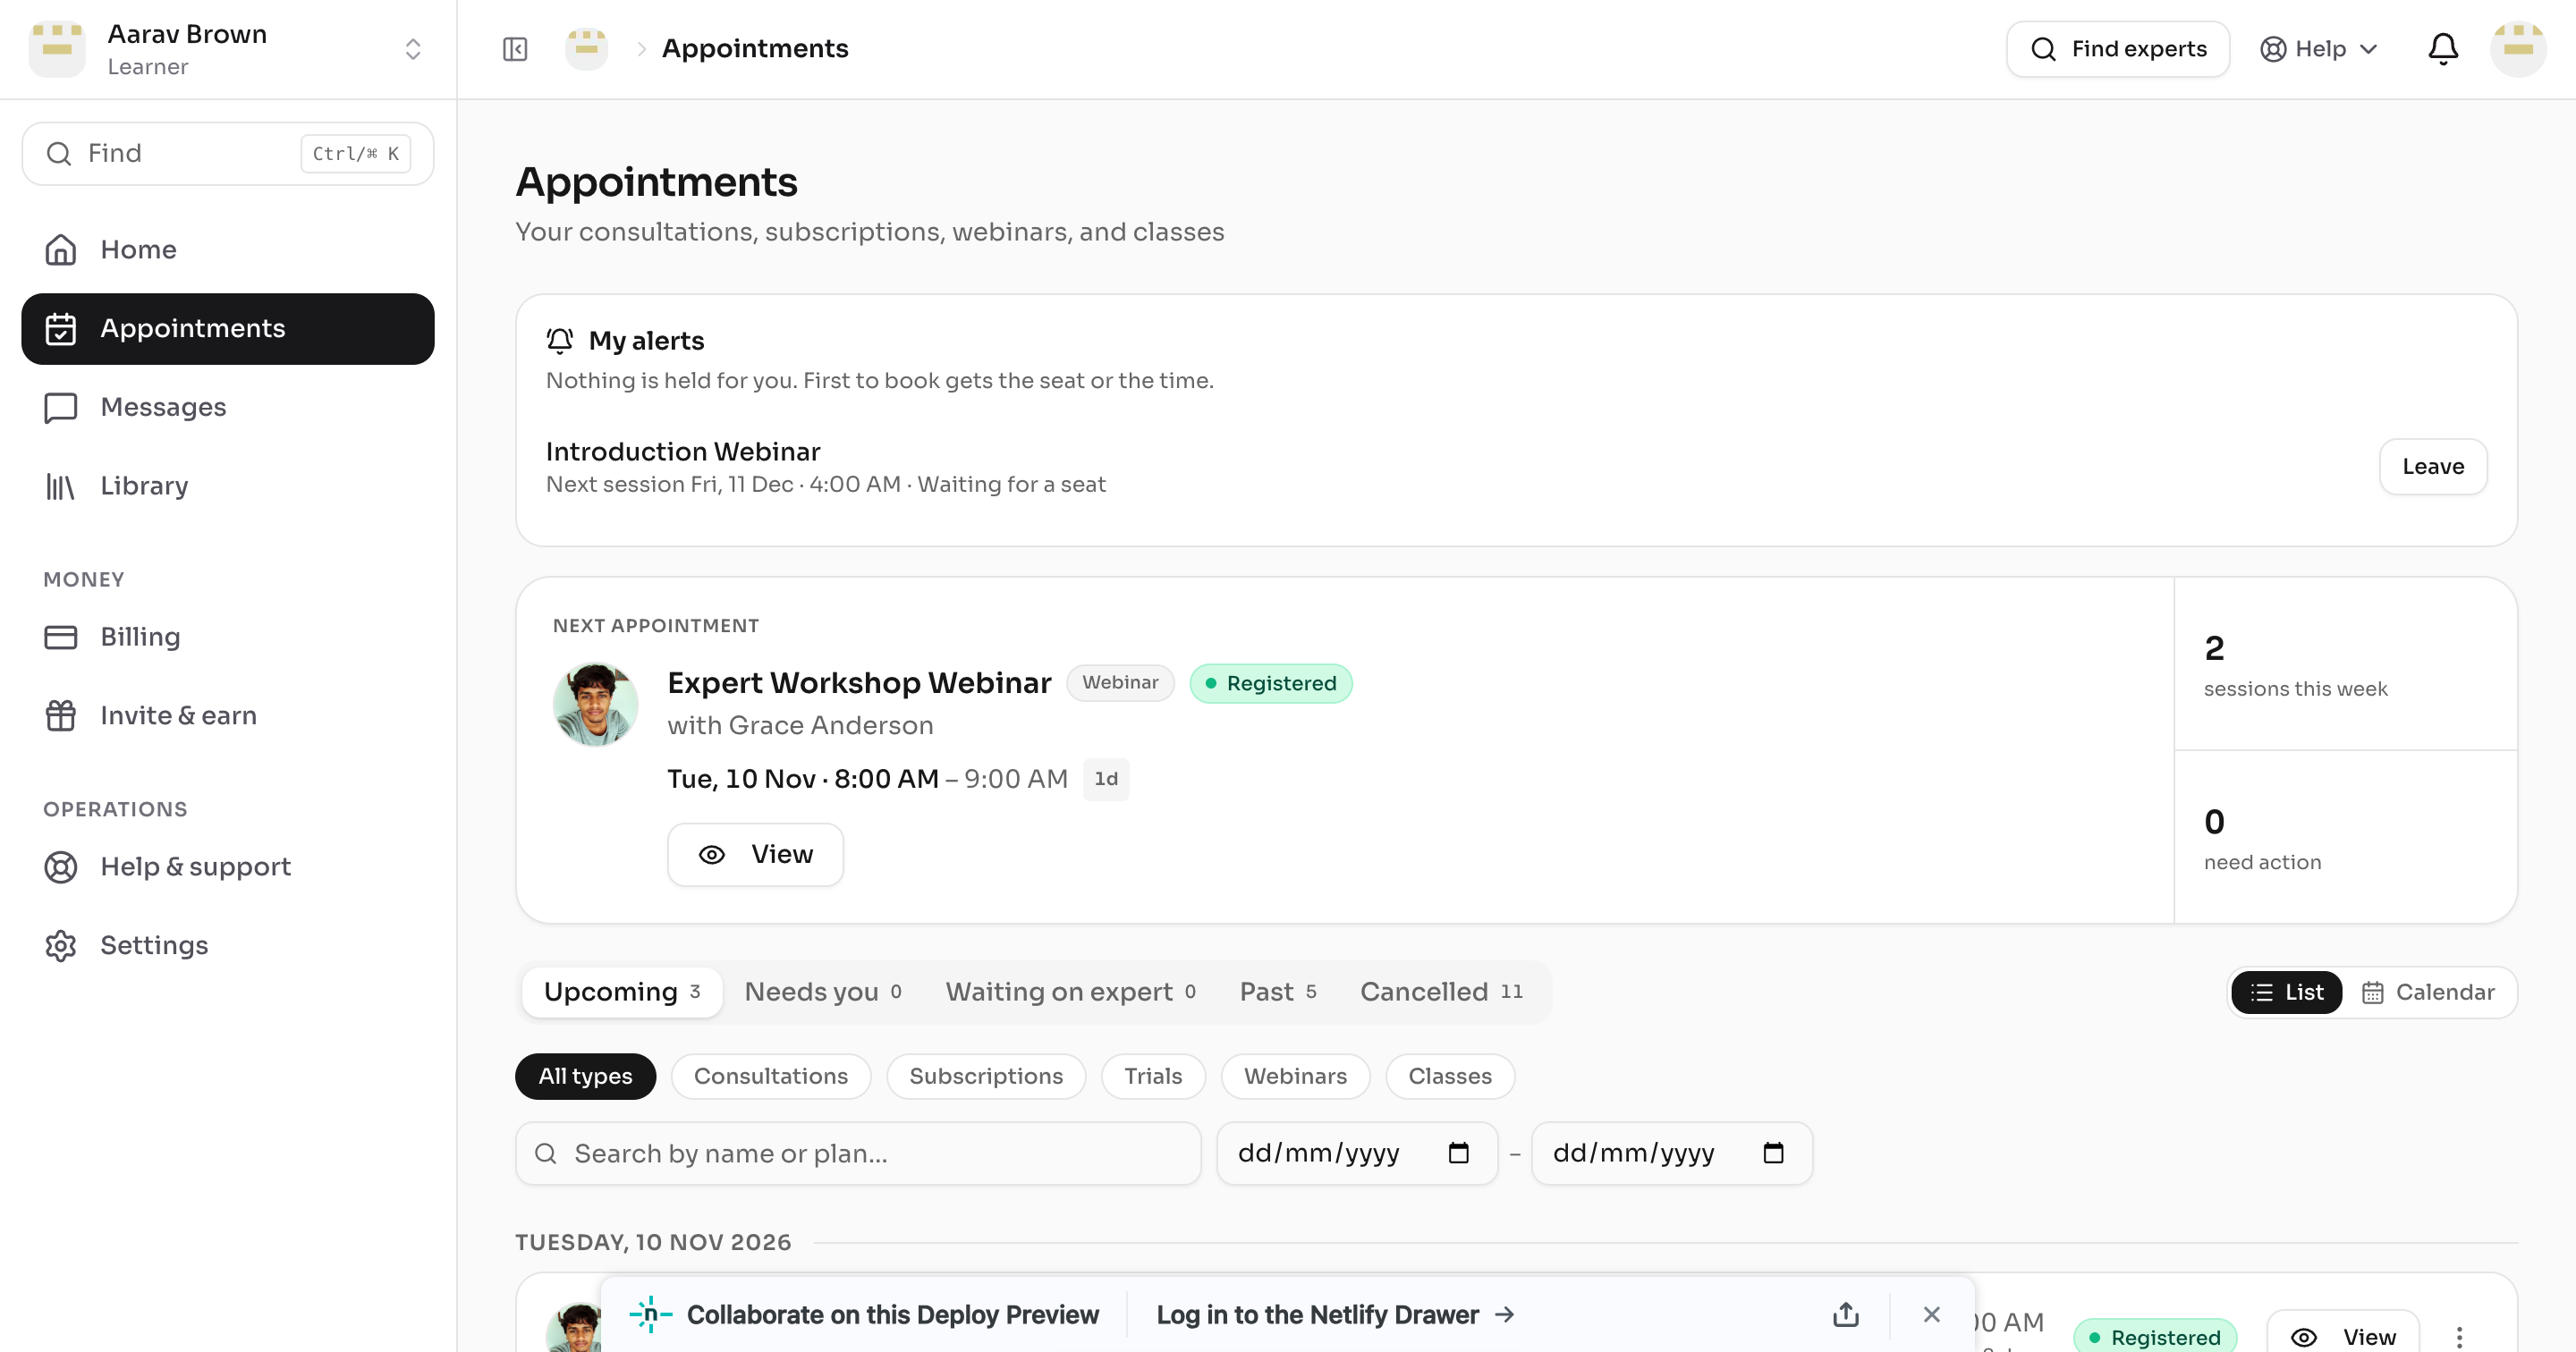 Aarav Brown
Learner
Find
Ctrl/⌘ K
Home
Appointments
Messages
Library
MONEY
Billing
Invite & earn
OPERATIONS
Help & support
Settings
Appointments
Find experts
Help
Appointments
Your consultations, subscriptions, webinars, and classes
My alerts
Nothing is held for you. First to book gets the seat or the time.
Introduction Webinar
Next session Fri, 11 Dec · 4:00 AM · Waiting for a seat
Leave
NEXT APPOINTMENT
Expert Workshop Webinar
Webinar
Registered
with Grace Anderson
Tue, 10 Nov · 8:00 AM – 9:00 AM 1d
View
2
sessions this week
0
need action
Upcoming 3
Needs you 0
Waiting on expert 0
Past 5
Cancelled 11
List
Calendar
All types
Consultations
Subscriptions
Trials
Webinars
Classes
Search by name or plan...
dd/mm/yyyy – dd/mm/yyyy
TUESDAY, 10 NOV 2026
Collaborate on this Deploy Preview
Log in to the Netlify Drawer →
AM
Registered
View